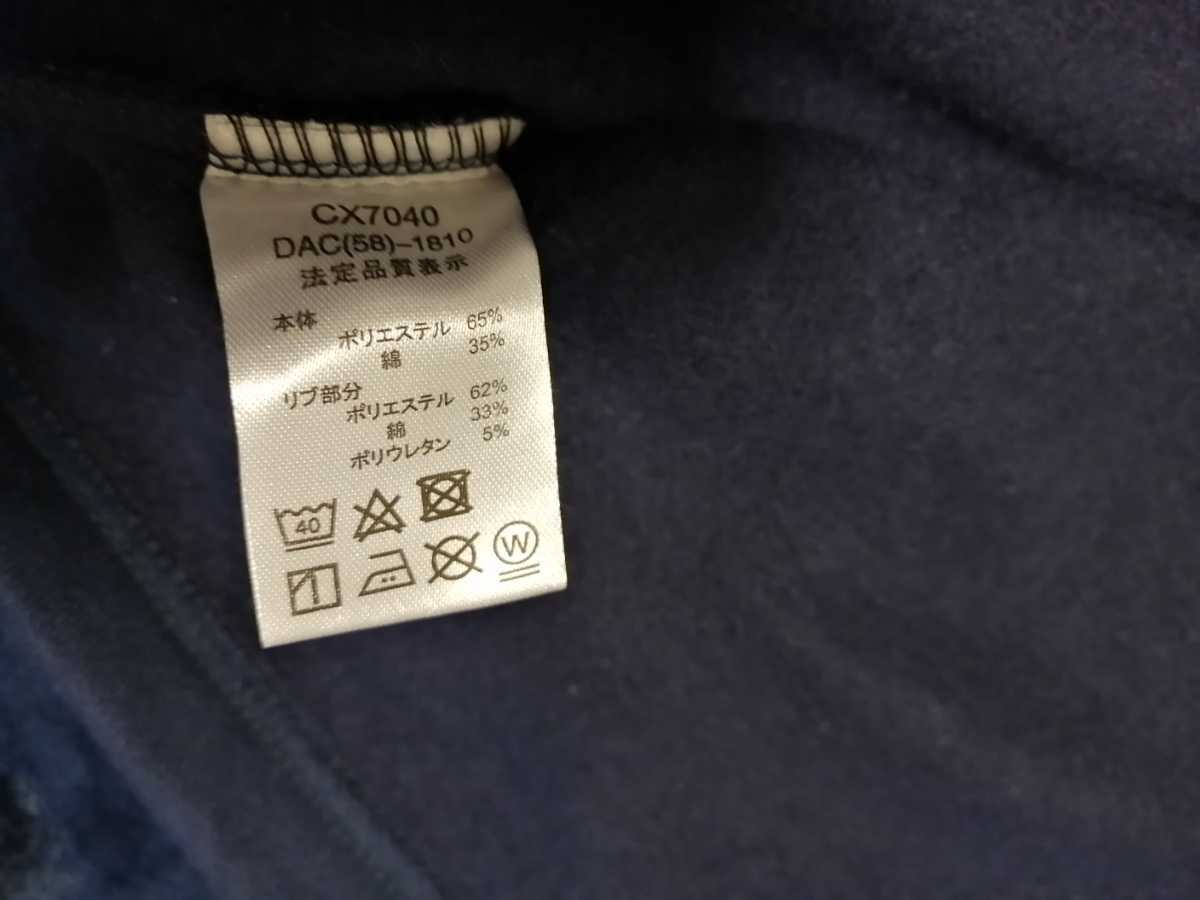 CX7040
DAC(58)-1810
法定品質表示
本体
ポリエステル 65%
綿 35%
リブ部分
ポリエステル 62%
綿 33%
ポリウレタン 5%
40
W